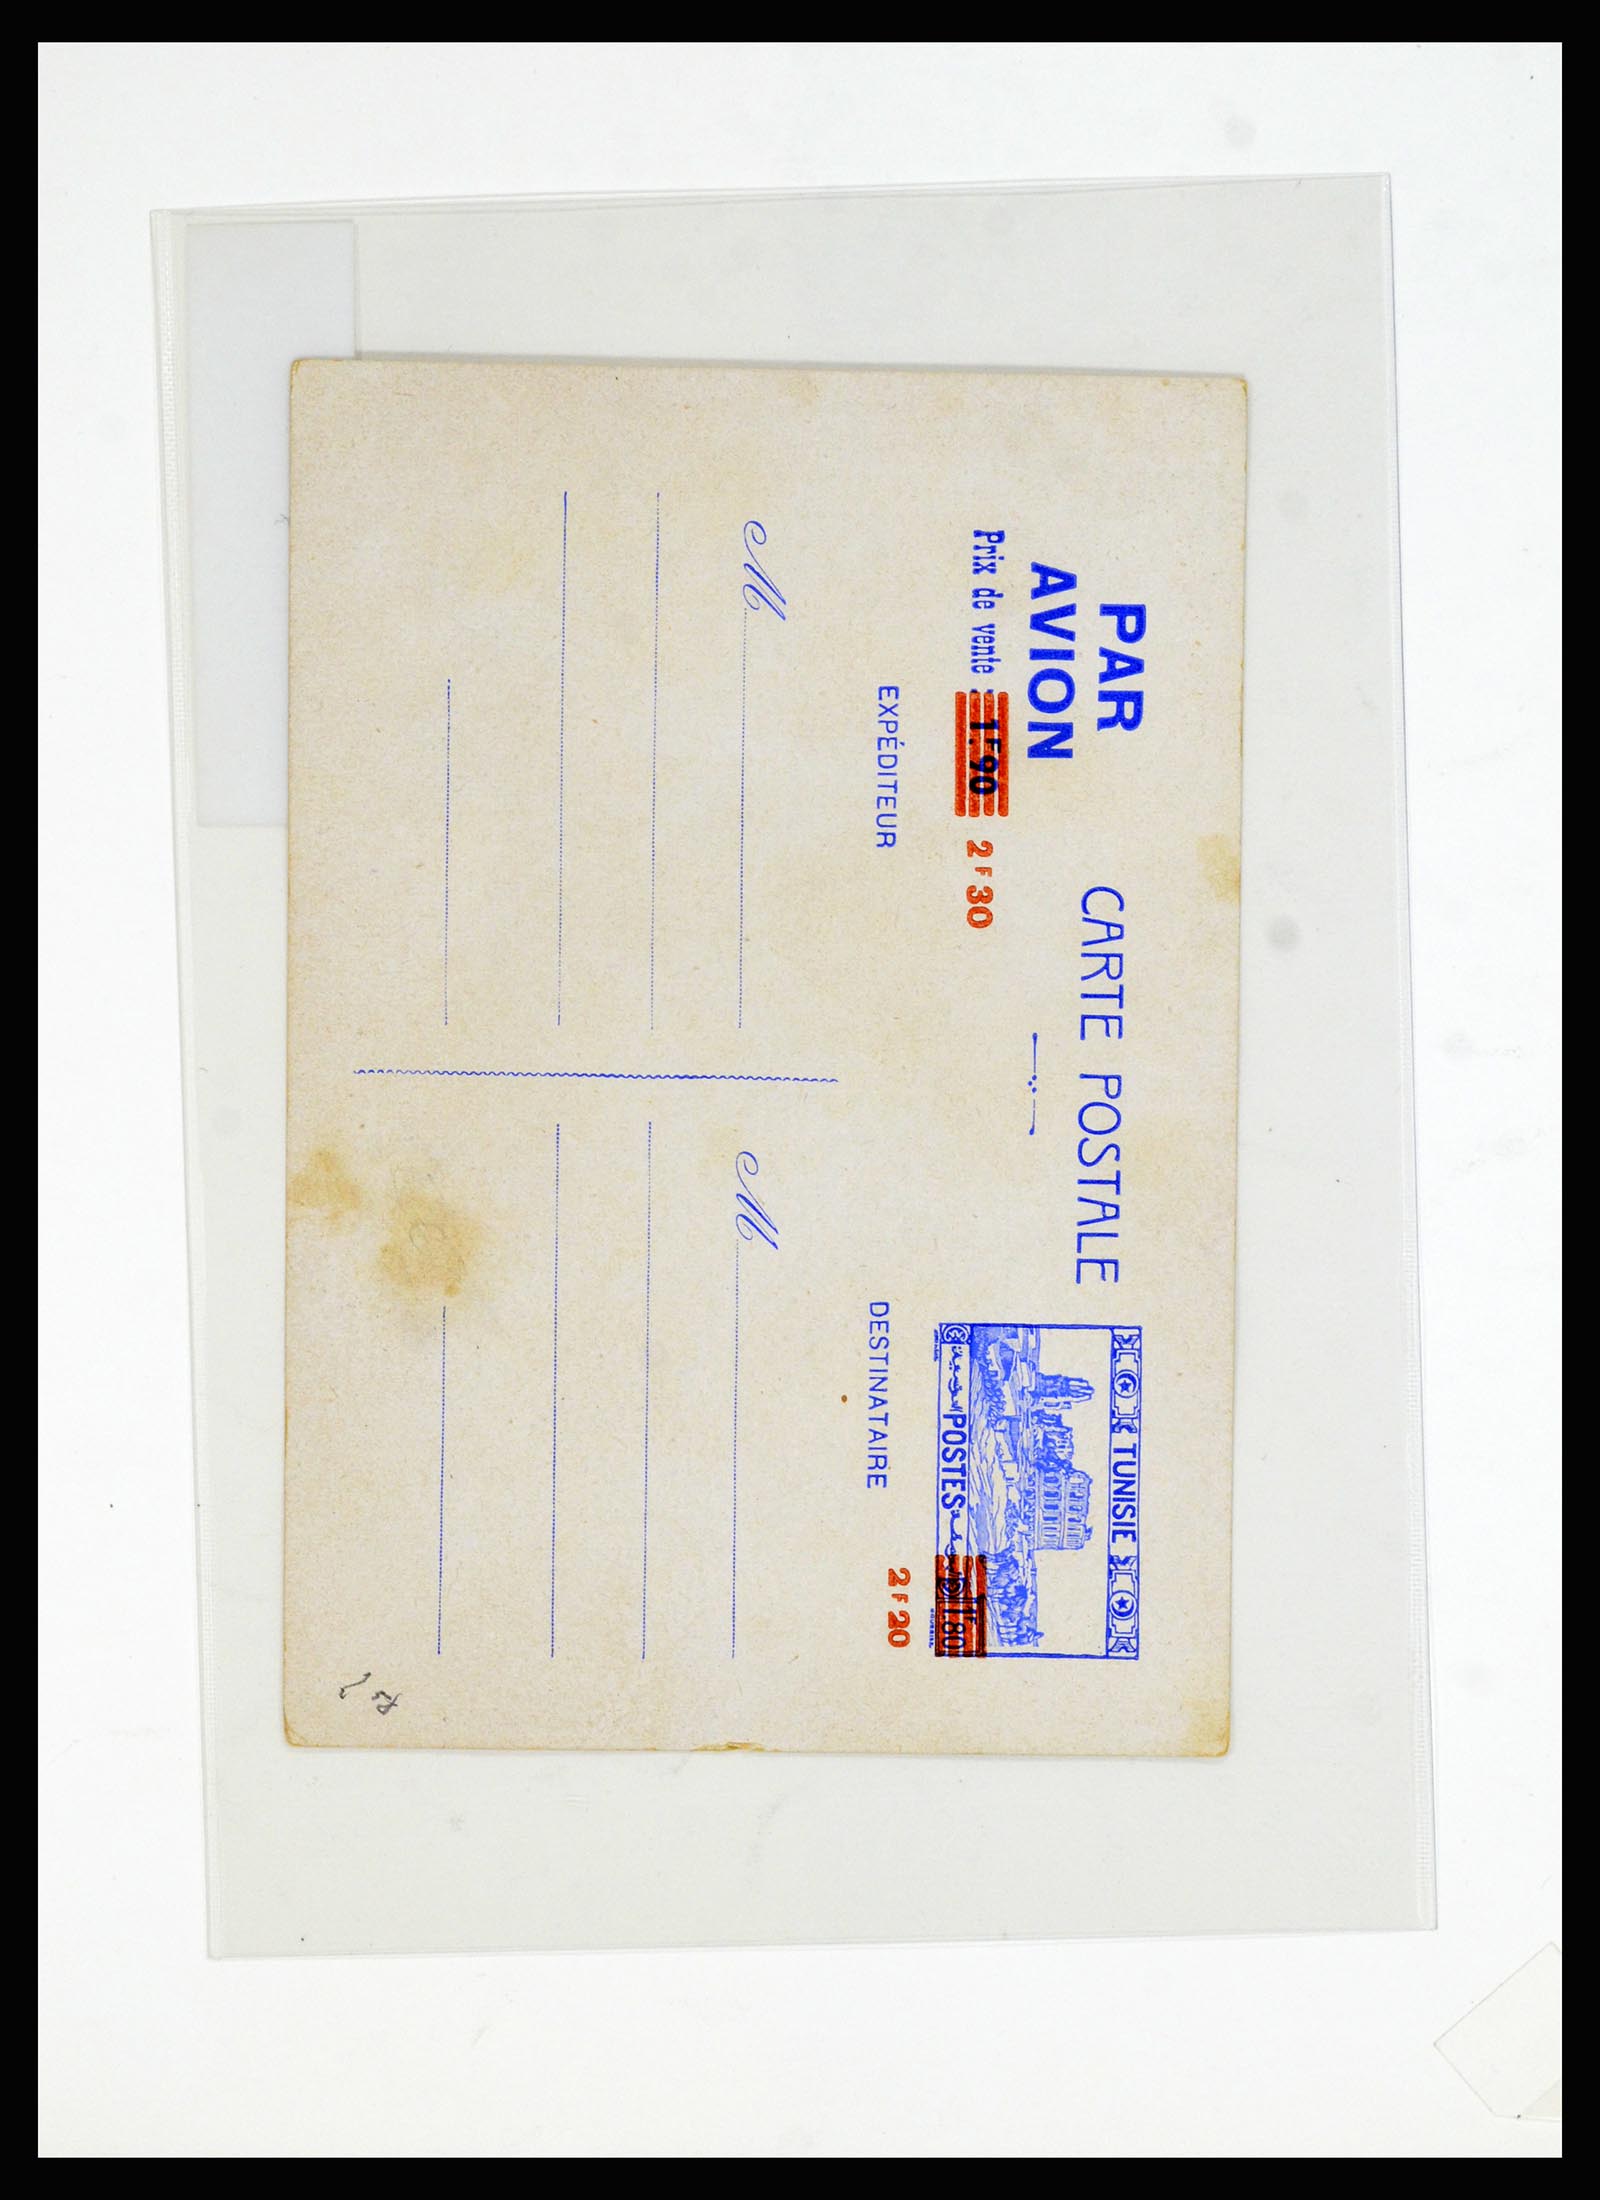 PAR
AVION
CARTE POSTALE
Prix de vente : 1F90 2F30
TUNISIE
POSTES
1F80
2F20
EXPÉDITEUR
DESTINATAIRE
M
M